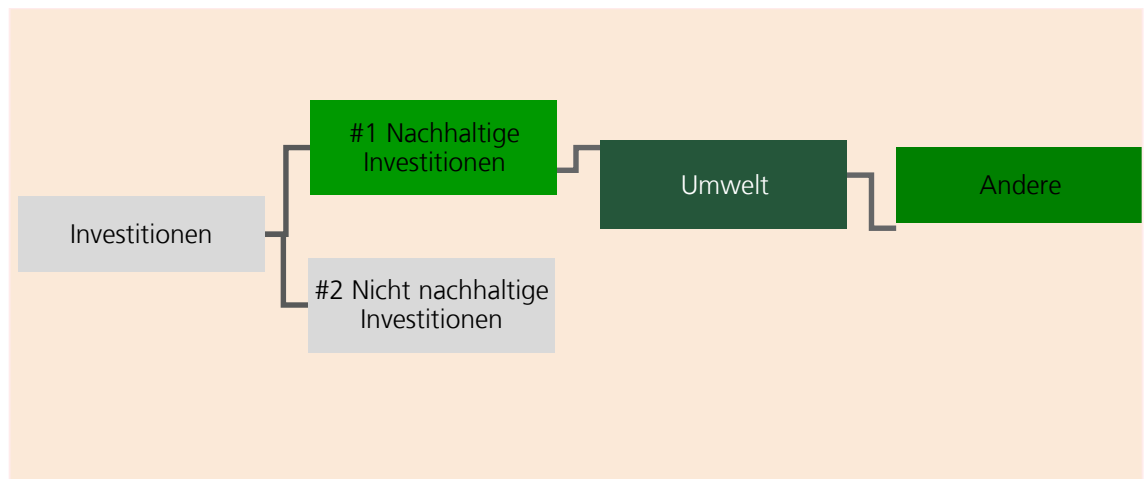 #1 Nachhaltige
Investitionen
Umwelt
Andere
Investitionen
#2 Nicht nachhaltige
Investitionen